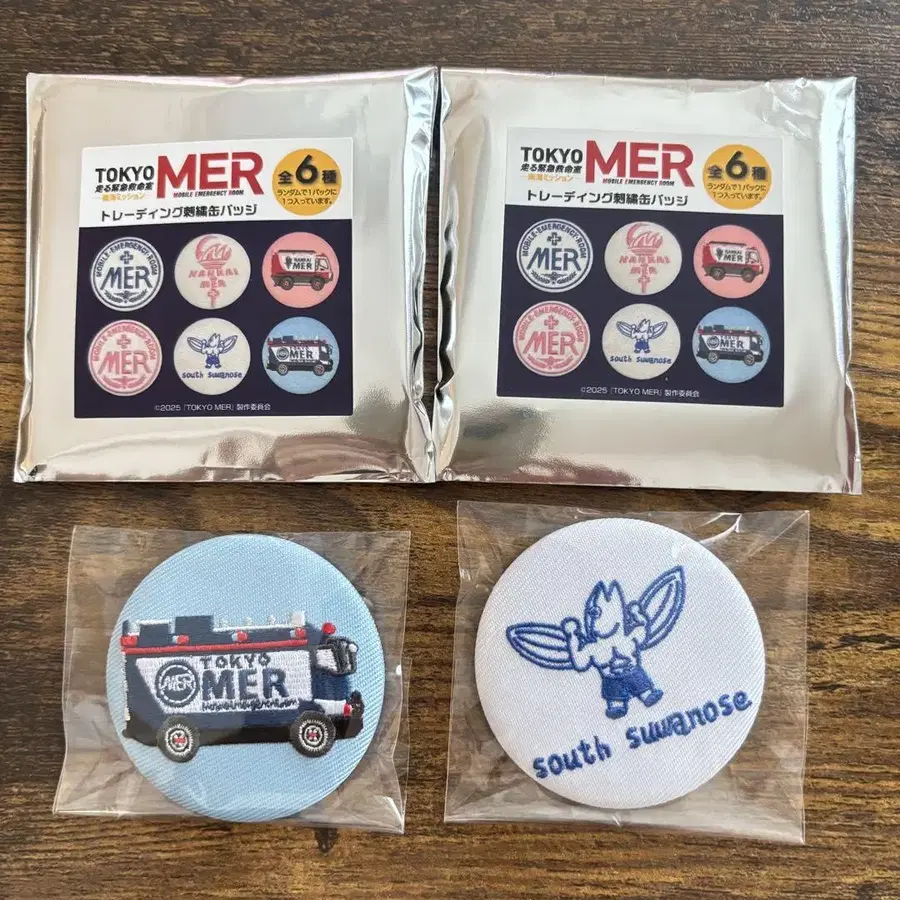 TOKYO MER
走る緊急救命室
南海ミッション
MOBILE EMERGENCY ROOM
全6種
ランダムで1パックに
1つ入っています。
トレーディング刺繍缶バッジ
MOBILE・EMERGENCY・ROOM
MER
NANKAI
MER
NANKAI
MER
MOBILE・EMERGENCY・ROOM
MER
south suwanose
TOKYO
MER
©2025『TOKYO MER』製作委員会
TOKYO MER
走る緊急救命室
南海ミッション
MOBILE EMERGENCY ROOM
全6種
ランダムで1パックに
1つ入っています。
トレーディング刺繍缶バッジ
MOBILE・EMERGENCY・ROOM
MER
NANKAI
MER
NANKAI
MER
MOBILE・EMERGENCY・ROOM
MER
south suwanose
TOKYO
MER
©2025『TOKYO MER』製作委員会
TOKYO
MER
MER
south suwanose